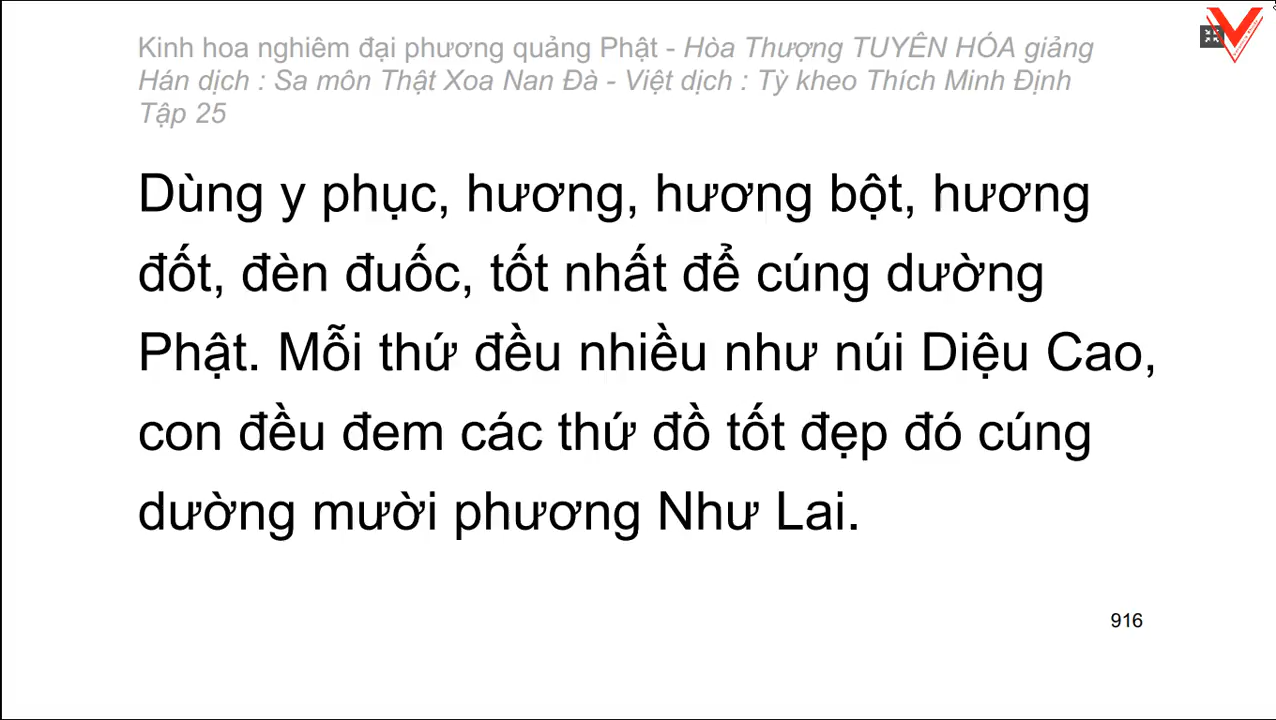 Kinh hoa nghiêm đại phương quảng Phật - Hòa Thượng TUYÊN HÓA giảng
Hán dịch : Sa môn Thật Xoa Nan Đà - Việt dịch : Tỳ kheo Thích Minh Định
Tập 25
Dùng y phục, hương, hương bột, hương
đốt, đèn đuốc, tốt nhất để cúng dường
Phật. Mỗi thứ đều nhiều như núi Diệu Cao,
con đều đem các thứ đồ tốt đẹp đó cúng
dường mười phương Như Lai.
916